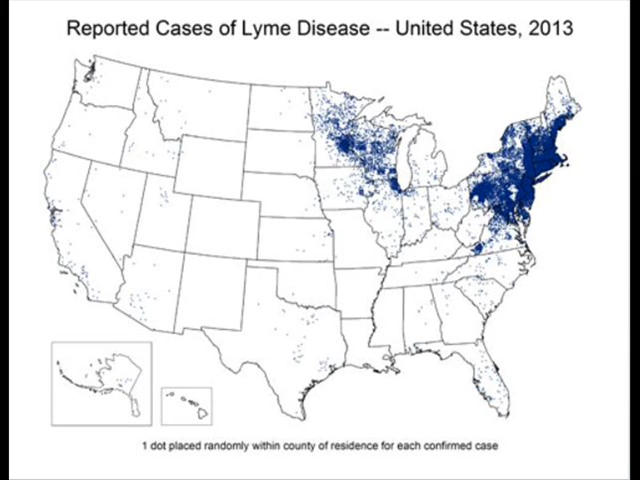 Reported Cases of Lyme Disease -- United States, 2013
1 dot placed randomly within county of residence for each confirmed case